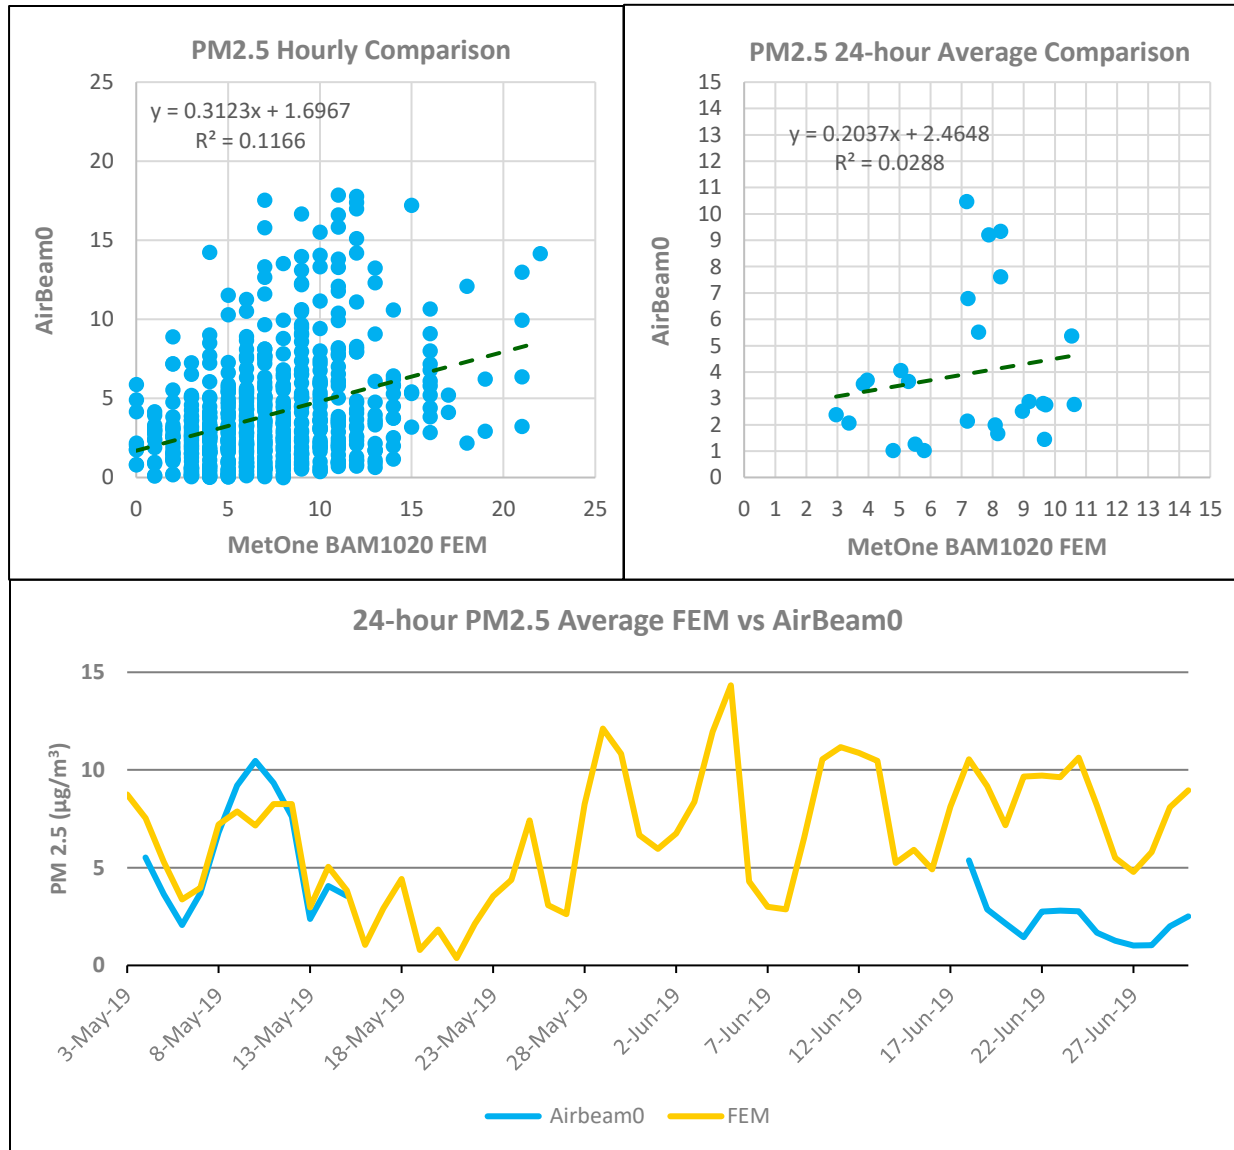 PM2.5 Hourly Comparison
y = 0.3123x + 1.6967
R² = 0.1166
25
20
15
10
5
0
AirBeam0
0 5 10 15 20 25
MetOne BAM1020 FEM
PM2.5 24-hour Average Comparison
y = 0.2037x + 2.4648
R² = 0.0288
15
14
13
12
11
10
9
8
7
6
5
4
3
2
1
0
AirBeam0
0 1 2 3 4 5 6 7 8 9 10 11 12 13 14 15
MetOne BAM1020 FEM
24-hour PM2.5 Average FEM vs AirBeam0
15
10
5
0
PM 2.5 (µg/m³)
3-May-19 8-May-19 13-May-19 18-May-19 23-May-19 28-May-19 2-Jun-19 7-Jun-19 12-Jun-19 17-Jun-19 22-Jun-19 27-Jun-19
Airbeam0 FEM